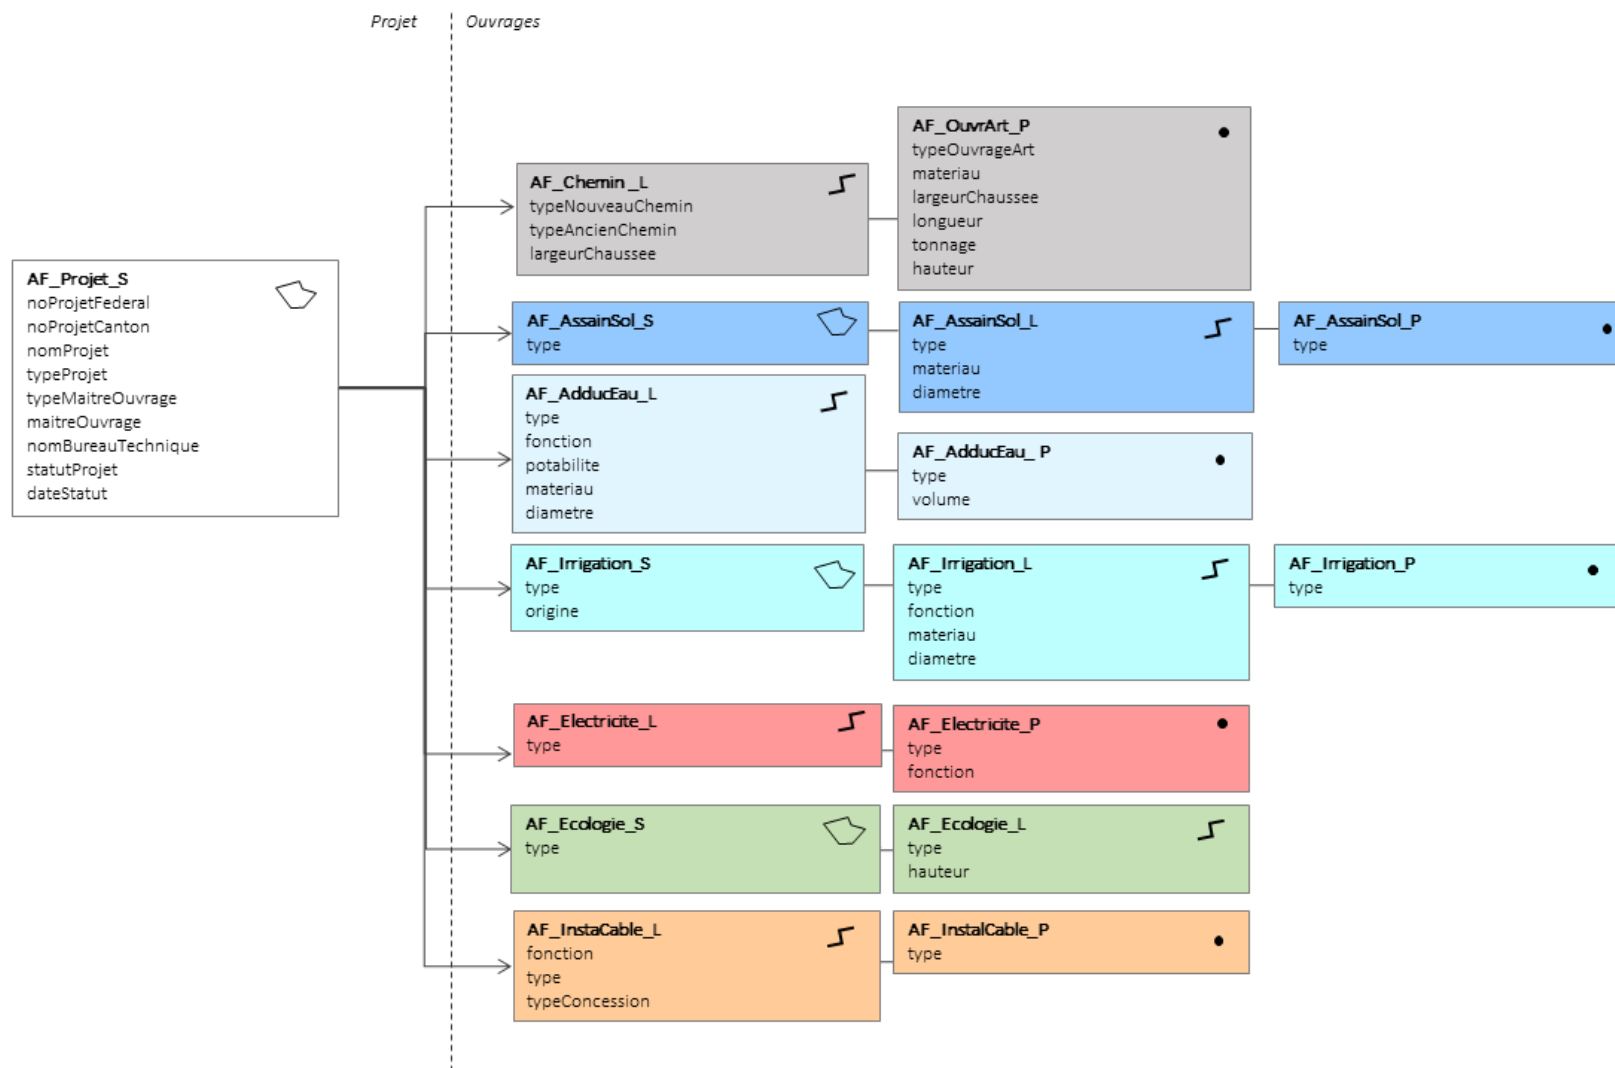 Projet
Ouvrages
AF_Projet_S
noProjetFederal
noProjetCanton
nomProjet
typeProjet
typeMaitreOuvrage
maitreOuvrage
nomBureauTechnique
statutProjet
dateStatut
AF_Chemin _L
typeNouveauChemin
typeAncienChemin
largeurChaussee
AF_OuvrArt_P
typeOuvrageArt
materiau
largeurChaussee
longueur
tonnage
hauteur
AF_AssainSol_S
type
AF_AssainSol_L
type
materiau
diametre
AF_AssainSol_P
type
AF_AdducEau_L
type
fonction
potabilite
materiau
diametre
AF_AdducEau_ P
type
volume
AF_Irrigation_S
type
origine
AF_Irrigation_L
type
fonction
materiau
diametre
AF_Irrigation_P
type
AF_Electricite_L
type
AF_Electricite_P
type
fonction
AF_Ecologie_S
type
AF_Ecologie_L
type
hauteur
AF_InstaCable_L
fonction
type
typeConcession
AF_InstalCable_P
type